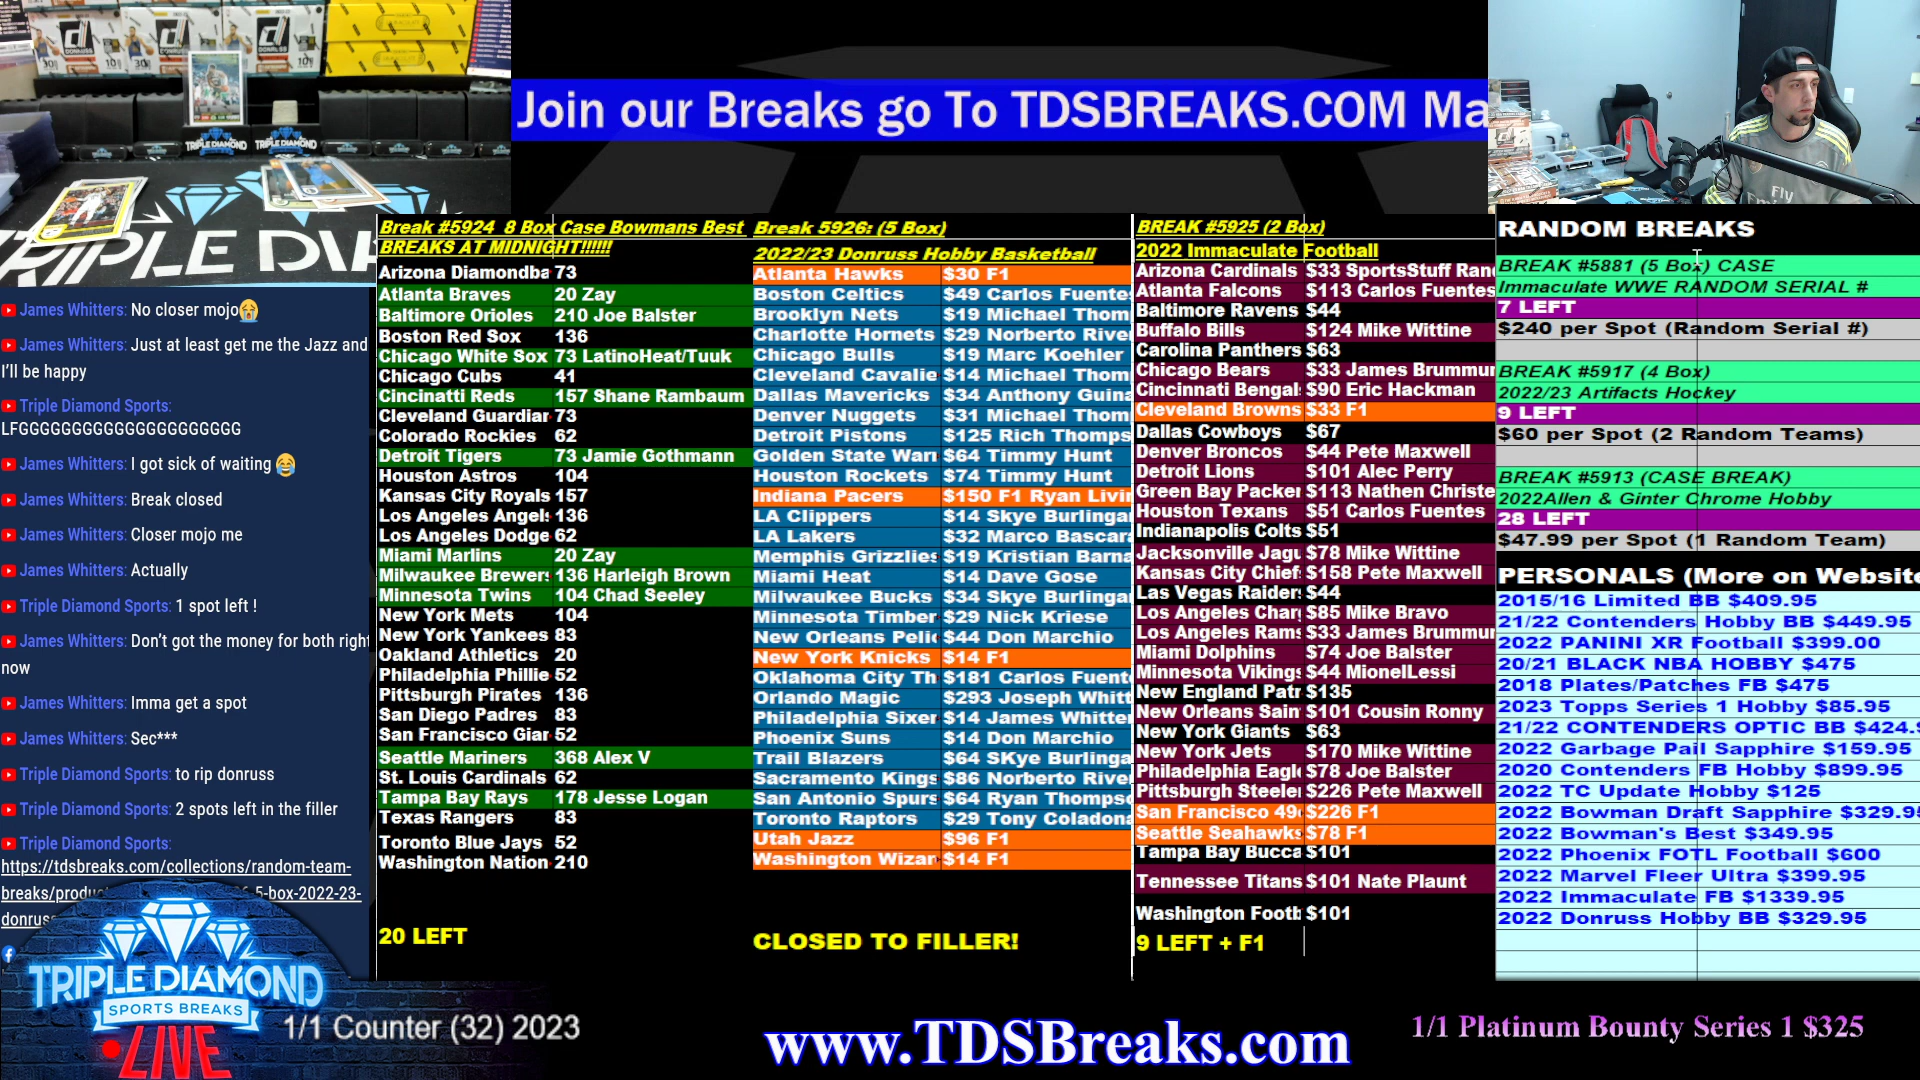 Join our Breaks go To TDSBREAKS.COM Ma
TRIPLE DIAMOND
TRIPLE DIAMOND
James Whitters: No closer mojo😭
James Whitters: Just at least get me the Jazz and
I'll be happy
Triple Diamond Sports:
LFGGGGGGGGGGGGGGGGGGGGG
James Whitters: I got sick of waiting 😂
James Whitters: Break closed
James Whitters: Closer mojo me
James Whitters: Actually
Triple Diamond Sports: 1 spot left !
James Whitters: Don't got the money for both right
now
James Whitters: Imma get a spot
James Whitters: Sec***
Triple Diamond Sports: to rip donruss
Triple Diamond Sports: 2 spots left in the filler
Triple Diamond Sports:
https://tdsbreaks.com/collections/random-team-
breaks/produ
5-box-2022-23-
donruss
Break #5924 8 Box Case Bowmans Best
BREAKS AT MIDNIGHT!!!!!!
Arizona Diamondba 73
Atlanta Braves 20 Zay
Baltimore Orioles 210 Joe Balster
Boston Red Sox 136
Chicago White Sox 73 LatinoHeat/Tuuk
Chicago Cubs 41
Cincinatti Reds 157 Shane Rambaum
Cleveland Guardiar 73
Colorado Rockies 62
Detroit Tigers 73 Jamie Gothmann
Houston Astros 104
Kansas City Royals 157
Los Angeles Angels 136
Los Angeles Dodge 62
Miami Marlins 20 Zay
Milwaukee Brewers 136 Harleigh Brown
Minnesota Twins 104 Chad Seeley
New York Mets 104
New York Yankees 83
Oakland Athletics 20
Philadelphia Phillie 52
Pittsburgh Pirates 136
San Diego Padres 83
San Francisco Giar 52
Seattle Mariners 368 Alex V
St. Louis Cardinals 62
Tampa Bay Rays 178 Jesse Logan
Texas Rangers 83
Toronto Blue Jays 52
Washington Nation 210
20 LEFT
Break 5926: (5 Box)
2022/23 Donruss Hobby Basketball
Atlanta Hawks $30 F1
Boston Celtics $49 Carlos Fuentes
Brooklyn Nets $19 Michael Thom
Charlotte Hornets $29 Norberto River
Chicago Bulls $19 Marc Koehler
Cleveland Cavalie $14 Michael Thom
Dallas Mavericks $34 Anthony Guina
Denver Nuggets $31 Michael Thom
Detroit Pistons $125 Rich Thomps
Golden State Warr $64 Timmy Hunt
Houston Rockets $74 Timmy Hunt
Indiana Pacers $150 F1 Ryan Livir
LA Clippers $14 Skye Burlinga
LA Lakers $32 Marco Bascara
Memphis Grizzlies $19 Kristian Barna
Miami Heat $14 Dave Gose
Milwaukee Bucks $34 Skye Burlinga
Minnesota Timber $29 Nick Kriese
New Orleans Pelic $44 Don Marchio
New York Knicks $14 F1
Oklahoma City Th $181 Carlos Fuent
Orlando Magic $293 Joseph Whitt
Philadelphia Sixer $14 James Whitter
Phoenix Suns $14 Don Marchio
Trail Blazers $64 SKye Burlinga
Sacramento Kings $86 Norberto River
San Antonio Spurs $64 Ryan Thompso
Toronto Raptors $29 Tony Coladona
Utah Jazz $96 F1
Washington Wizar $14 F1
CLOSED TO FILLER!
BREAK #5925 (2 Box)
2022 Immaculate Football
Arizona Cardinals $33 SportsStuff Ran
Atlanta Falcons $113 Carlos Fuentes
Baltimore Ravens $44
Buffalo Bills $124 Mike Wittine
Carolina Panthers $63
Chicago Bears $33 James Brummur
Cincinnati Bengals $90 Eric Hackman
Cleveland Browns $33 F1
Dallas Cowboys $67
Denver Broncos $44 Pete Maxwell
Detroit Lions $101 Alec Perry
Green Bay Packer $113 Nathen Christe
Houston Texans $51 Carlos Fuentes
Indianapolis Colts $51
Jacksonville Jagu $78 Mike Wittine
Kansas City Chief $158 Pete Maxwell
Las Vegas Raiders $44
Los Angeles Charg $85 Mike Bravo
Los Angeles Rams $33 James Brummur
Miami Dolphins $74 Joe Balster
Minnesota Vikings $44 MionelLessi
New England Patr $135
New Orleans Saint $101 Cousin Ronny
New York Giants $63
New York Jets $170 Mike Wittine
Philadelphia Eagle $78 Joe Balster
Pittsburgh Steeler $226 Pete Maxwell
San Francisco 49e $226 F1
Seattle Seahawks $78 F1
Tampa Bay Bucca $101
Tennessee Titans $101 Nate Plaunt
Washington Footb $101
9 LEFT + F1
RANDOM BREAKS
BREAK #5881 (5 Box) CASE
Immaculate WWE RANDOM SERIAL #
7 LEFT
$240 per Spot (Random Serial #)
BREAK #5917 (4 Box)
2022/23 Artifacts Hockey
9 LEFT
$60 per Spot (2 Random Teams)
BREAK #5913 (CASE BREAK)
2022Allen & Ginter Chrome Hobby
28 LEFT
$47.99 per Spot (1 Random Team)
PERSONALS (More on Website
2015/16 Limited BB $409.95
21/22 Contenders Hobby BB $449.95
2022 PANINI XR Football $399.00
20/21 BLACK NBA HOBBY $475
2018 Plates/Patches FB $475
2023 Topps Series 1 Hobby $85.95
21/22 CONTENDERS OPTIC BB $424.9
2022 Garbage Pail Sapphire $159.95
2020 Contenders FB Hobby $899.95
2022 TC Update Hobby $125
2022 Bowman Draft Sapphire $329.95
2022 Bowman's Best $349.95
2022 Phoenix FOTL Football $600
2022 Marvel Fleer Ultra $399.95
2022 Immaculate FB $1339.95
2022 Donruss Hobby BB $329.95
TRIPLE DIAMOND
SPORTS BREAKS
LIVE
1/1 Counter (32) 2023
www.TDSBreaks.com
1/1 Platinum Bounty Series 1 $325